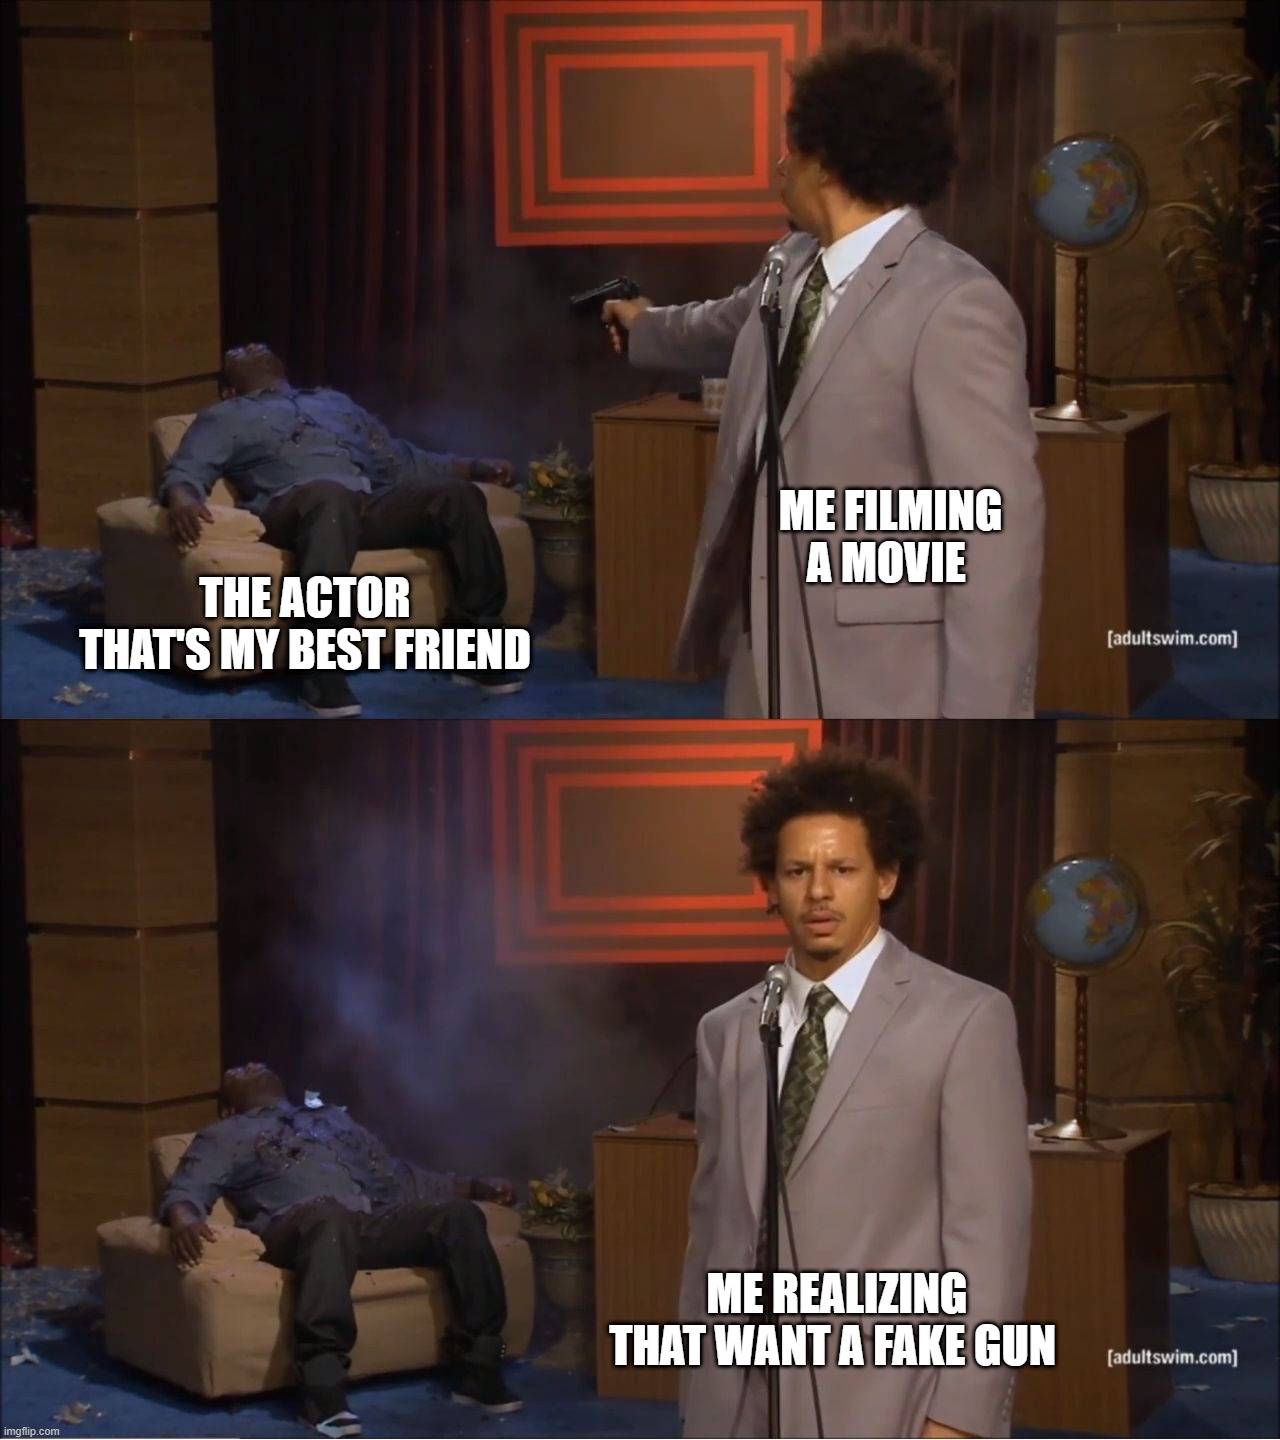 ME FILMING
A MOVIE
THE ACTOR
THAT'S MY BEST FRIEND
[adultswim.com]
ME REALIZING
THAT WANT A FAKE GUN
[adultswim.com]
imgflip.com